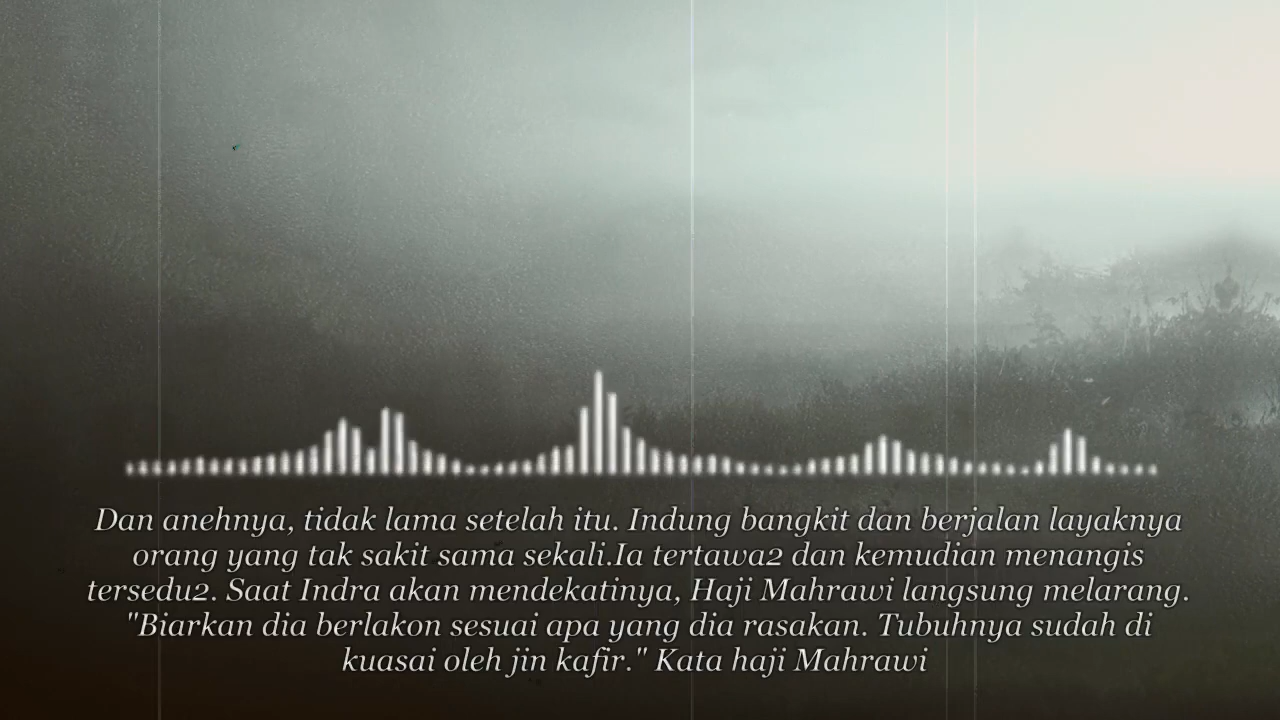 Dan anehnya, tidak lama setelah itu. Indung bangkit dan berjalan layaknya
orang yang tak sakit sama sekali.Ia tertawa2 dan kemudian menangis
tersedu2. Saat Indra akan mendekatinya, Haji Mahrawi langsung melarang.
"Biarkan dia berlakon sesuai apa yang dia rasakan. Tubuhnya sudah di
kuasai oleh jin kafir." Kata haji Mahrawi